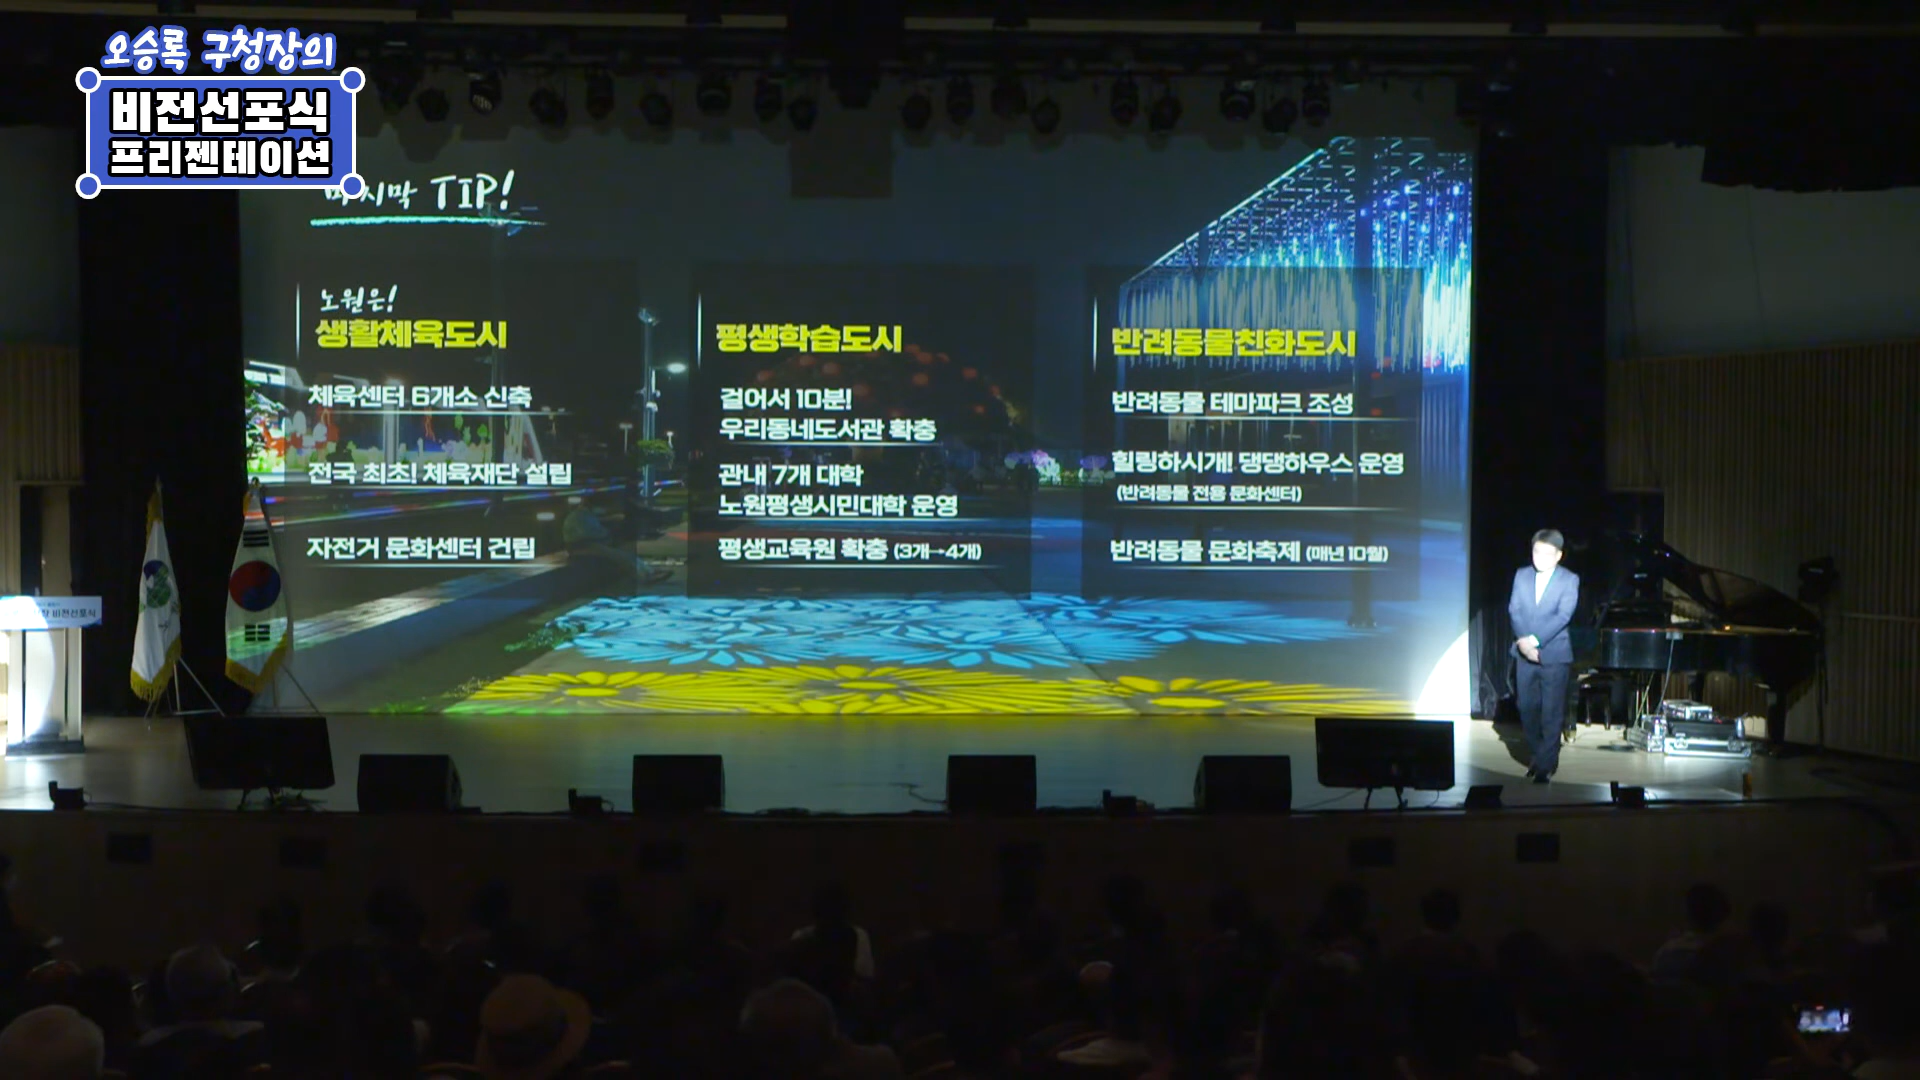 오승록 구청장의
비전선포식
프리젠테이션
마지막 TIP!
노원은!
생활체육도시
체육센터 6개소 신축
전국 최초! 체육재단 설립
자전거 문화센터 건립
평생학습도시
걸어서 10분!
우리동네도서관 확충
관내 7개 대학
노원평생시민대학 운영
평생교육원 확충 (3개→4개)
반려동물친화도시
반려동물 테마파크 조성
힐링하시개! 댕댕하우스 운영
(반려동물 전용 문화센터)
반려동물 문화축제 (매년 10월)
비전선포식